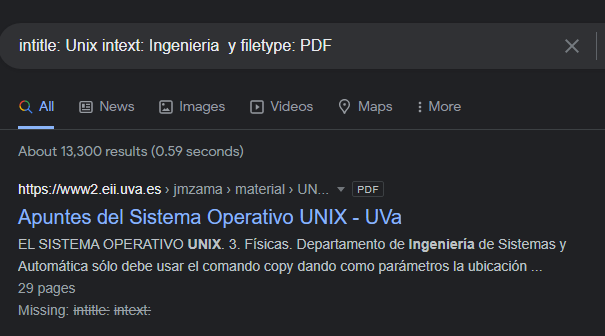 intitle: Unix intext: Ingenieria y filetype: PDF
All News Images Videos Maps More
About 13,300 results (0.59 seconds)
https://www2.eii.uva.es › jmzama › material › UN... PDF
Apuntes del Sistema Operativo UNIX - UVa
EL SISTEMA OPERATIVO UNIX. 3. Físicas. Departamento de Ingeniería de Sistemas y
Automática sólo debe usar el comando copy dando como parámetros la ubicación ...
29 pages
Missing: intitle: intext: